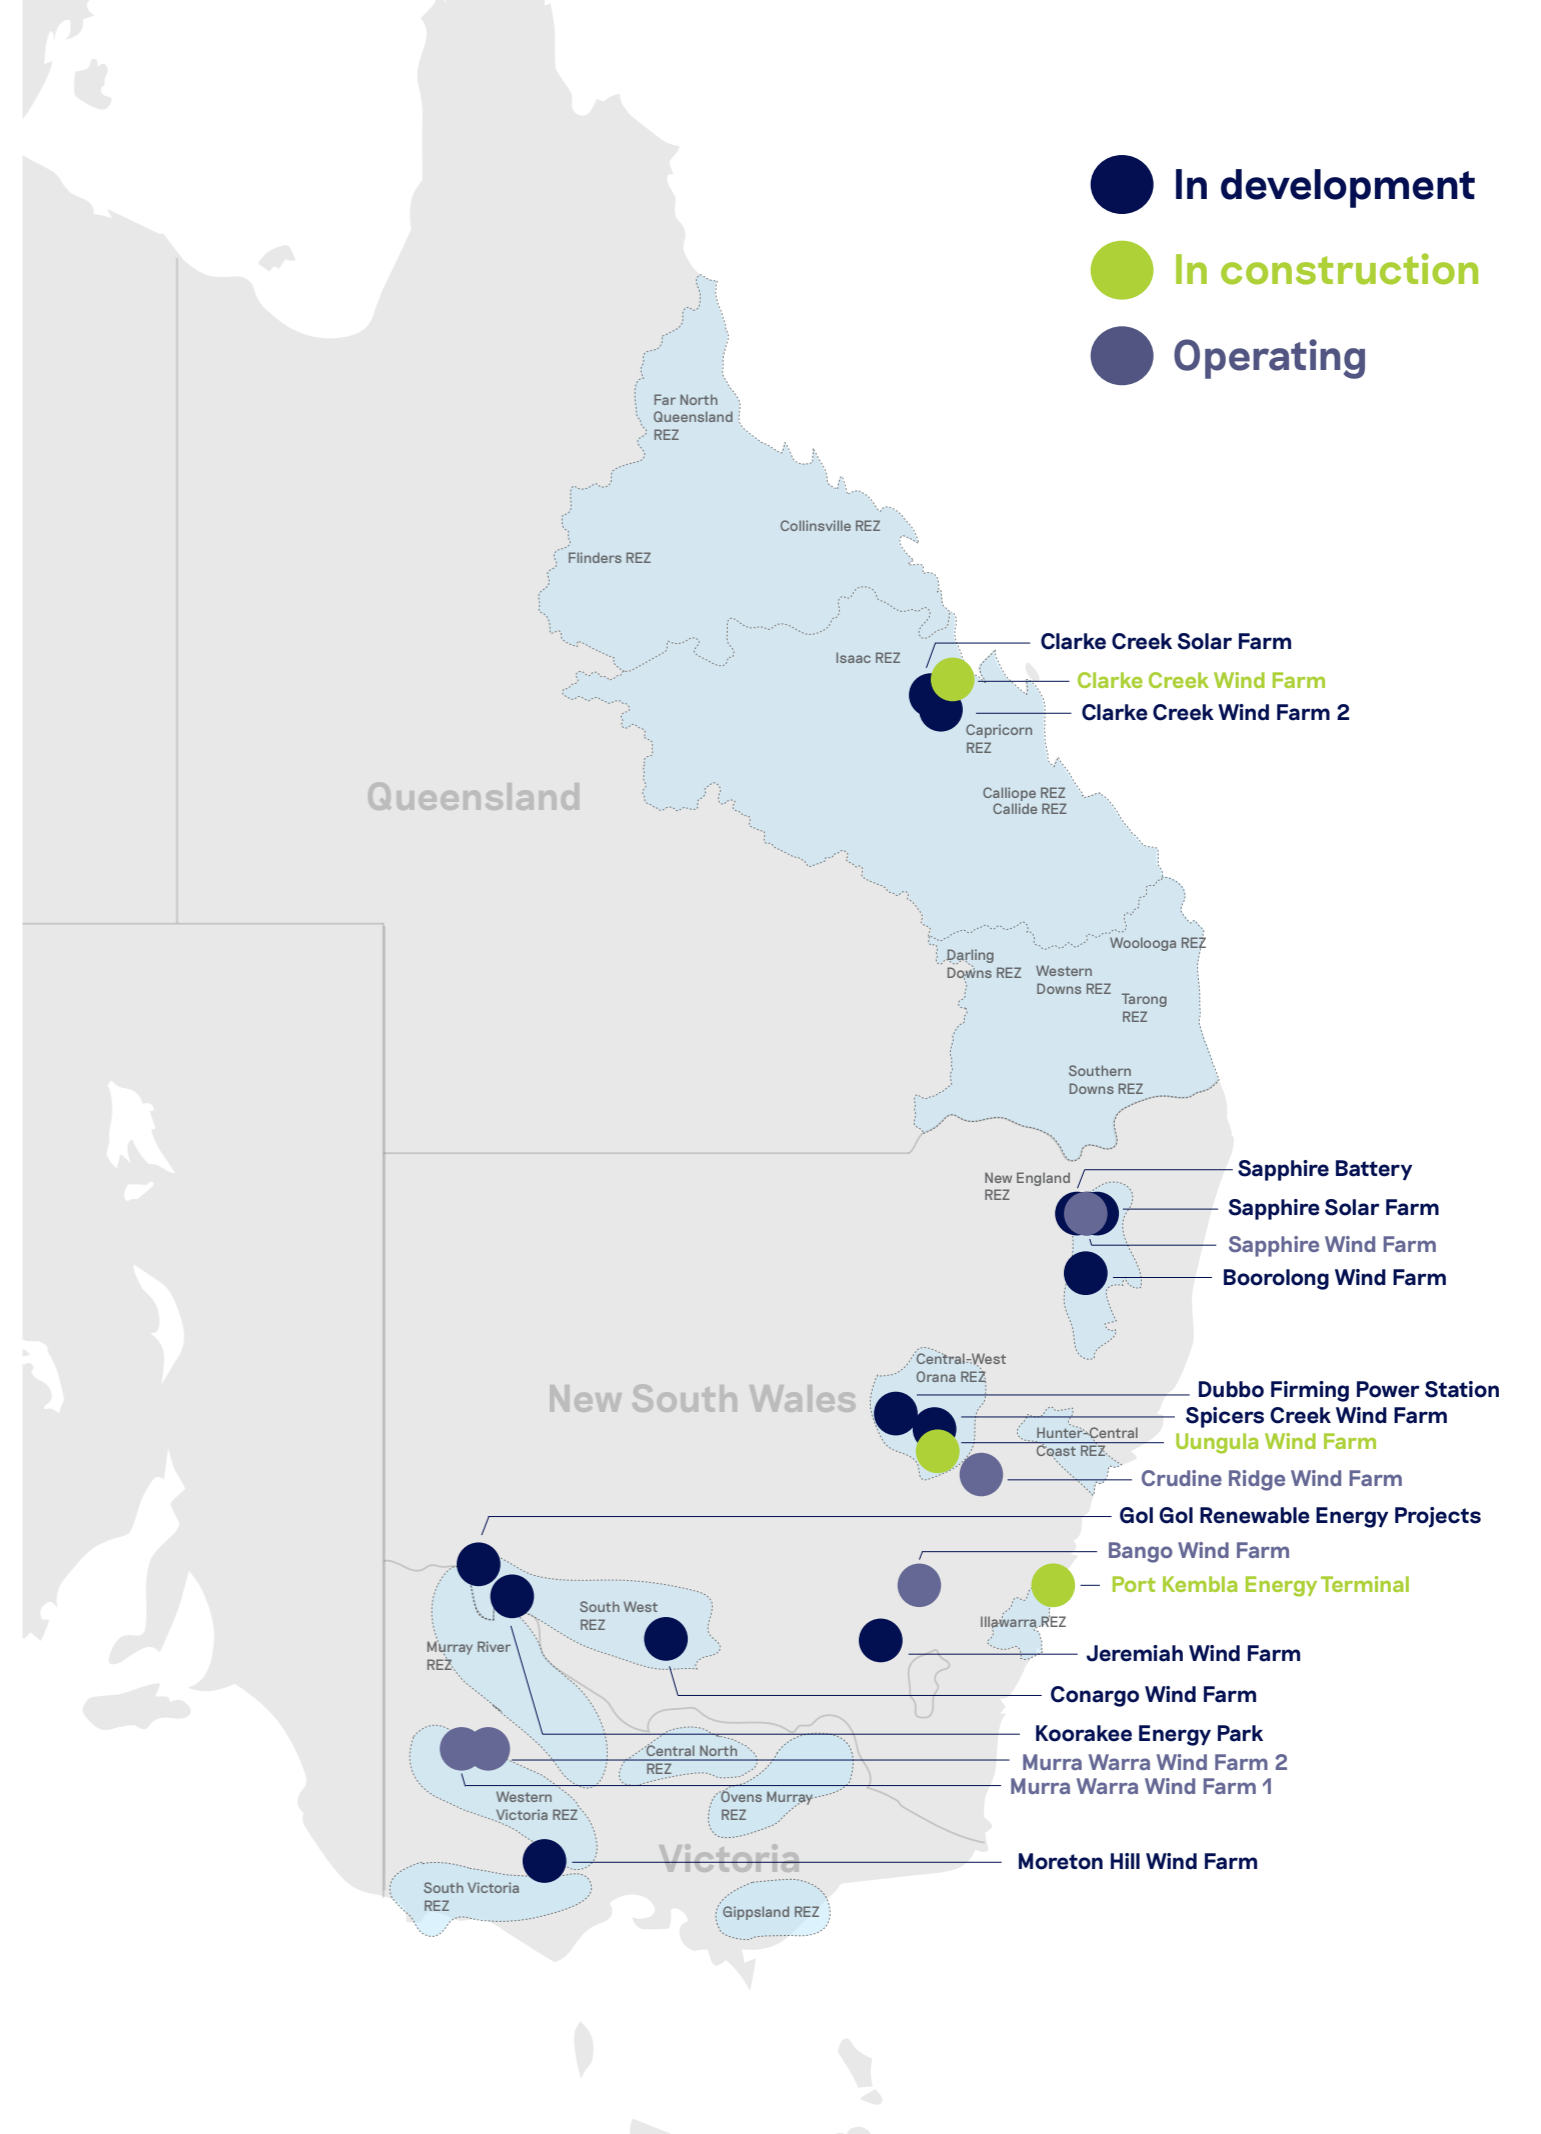 In development
In construction
Operating
Far North
Queensland
REZ
Collinsville REZ
Flinders REZ
Clarke Creek Solar Farm
Isaac REZ
Clarke Creek Wind Farm
Clarke Creek Wind Farm 2
Capricorn
REZ
Queensland
Calliope REZ
Callide REZ
Woolooga REZ
Darling
Downs REZ
Western
Downs REZ
Tarong
REZ
Southern
Downs REZ
New England
REZ
Sapphire Battery
Sapphire Solar Farm
Sapphire Wind Farm
Boorolong Wind Farm
Central-West
Orana REZ
New South Wales
Dubbo Firming Power Station
Spicers Creek Wind Farm
Hunter-Central
Coast REZ
Uungula Wind Farm
Crudine Ridge Wind Farm
Gol Gol Renewable Energy Projects
Bango Wind Farm
Port Kembla Energy Terminal
South West
REZ
Illawarra REZ
Murray River
REZ
Jeremiah Wind Farm
Conargo Wind Farm
Koorakee Energy Park
Central North
REZ
Murra Warra Wind Farm 2
Murra Warra Wind Farm 1
Western
Victoria REZ
Ovens Murray
REZ
Victoria
Moreton Hill Wind Farm
South Victoria
REZ
Gippsland REZ